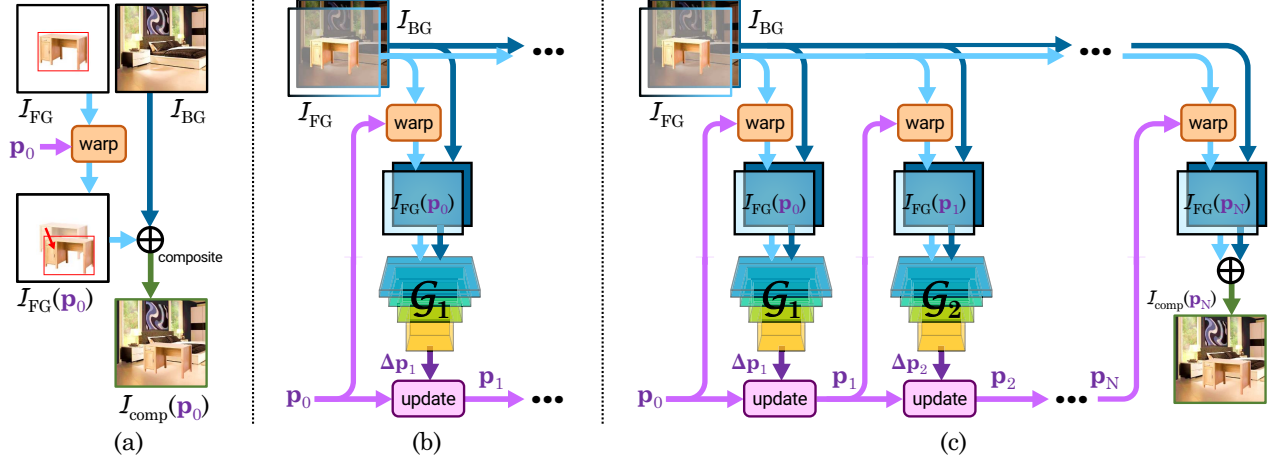 I_FG
I_BG
p_0
warp
composite
I_FG(p_0)
I_comp(p_0)
(a)
I_BG
I_FG
warp
I_FG(p_0)
G_1
Δp_1
p_0
update
p_1
(b)
I_BG
I_FG
warp
warp
warp
I_FG(p_0)
I_FG(p_1)
I_FG(p_N)
G_1
G_2
I_comp(p_N)
Δp_1
Δp_2
p_0
update
p_1
update
p_2
p_N
(c)